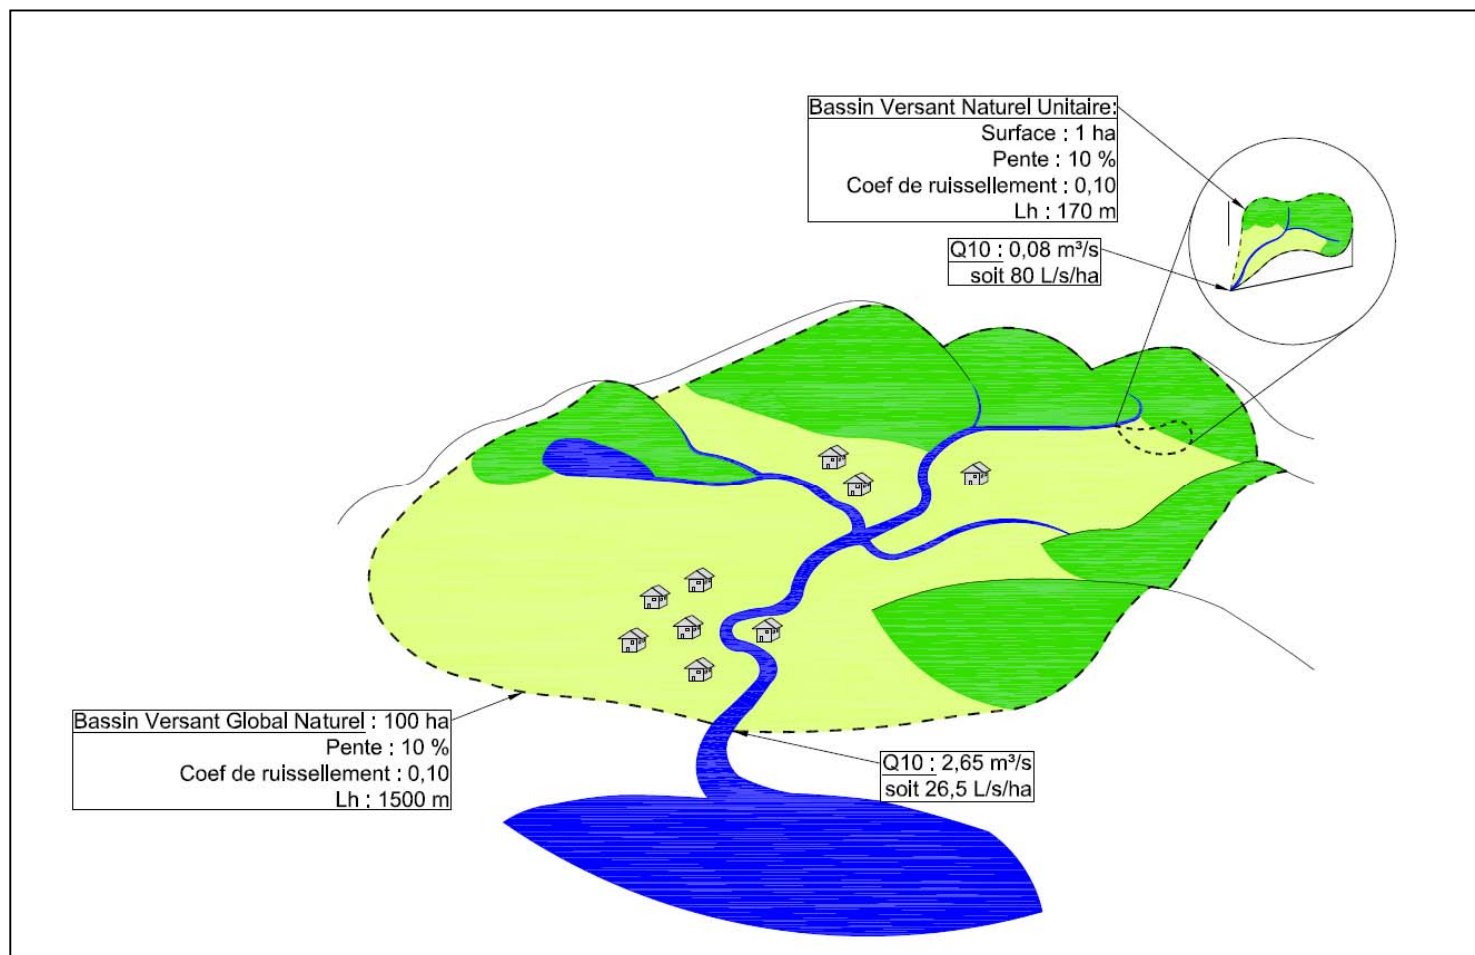 Bassin Versant Naturel Unitaire:
Surface : 1 ha
Pente : 10 %
Coef de ruissellement : 0,10
Lh : 170 m
Q10 : 0,08 m³/s
soit 80 L/s/ha
Bassin Versant Global Naturel : 100 ha
Pente : 10 %
Coef de ruissellement : 0,10
Lh : 1500 m
Q10 : 2,65 m³/s
soit 26,5 L/s/ha